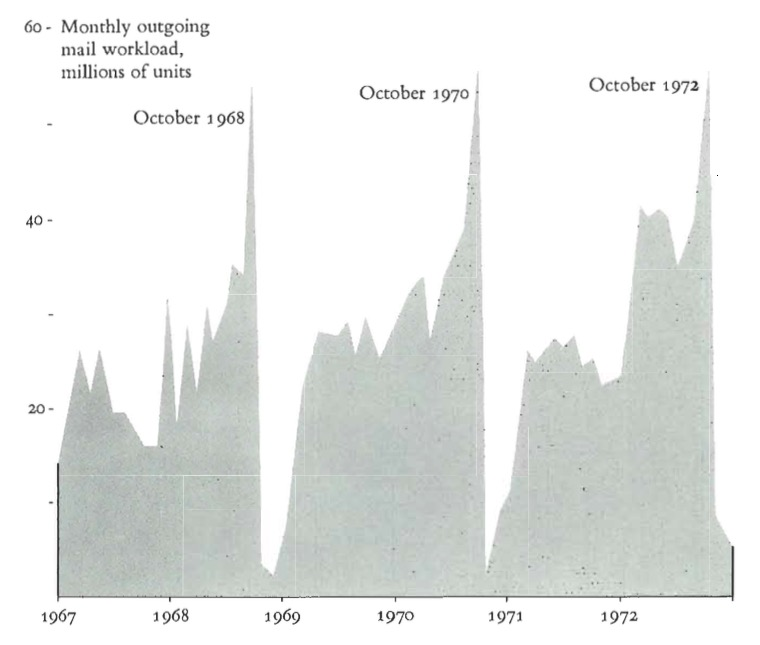 60 - Monthly outgoing
mail workload,
millions of units
October 1968
October 1970
October 1972
40 -
20 -
1967 1968 1969 1970 1971 1972